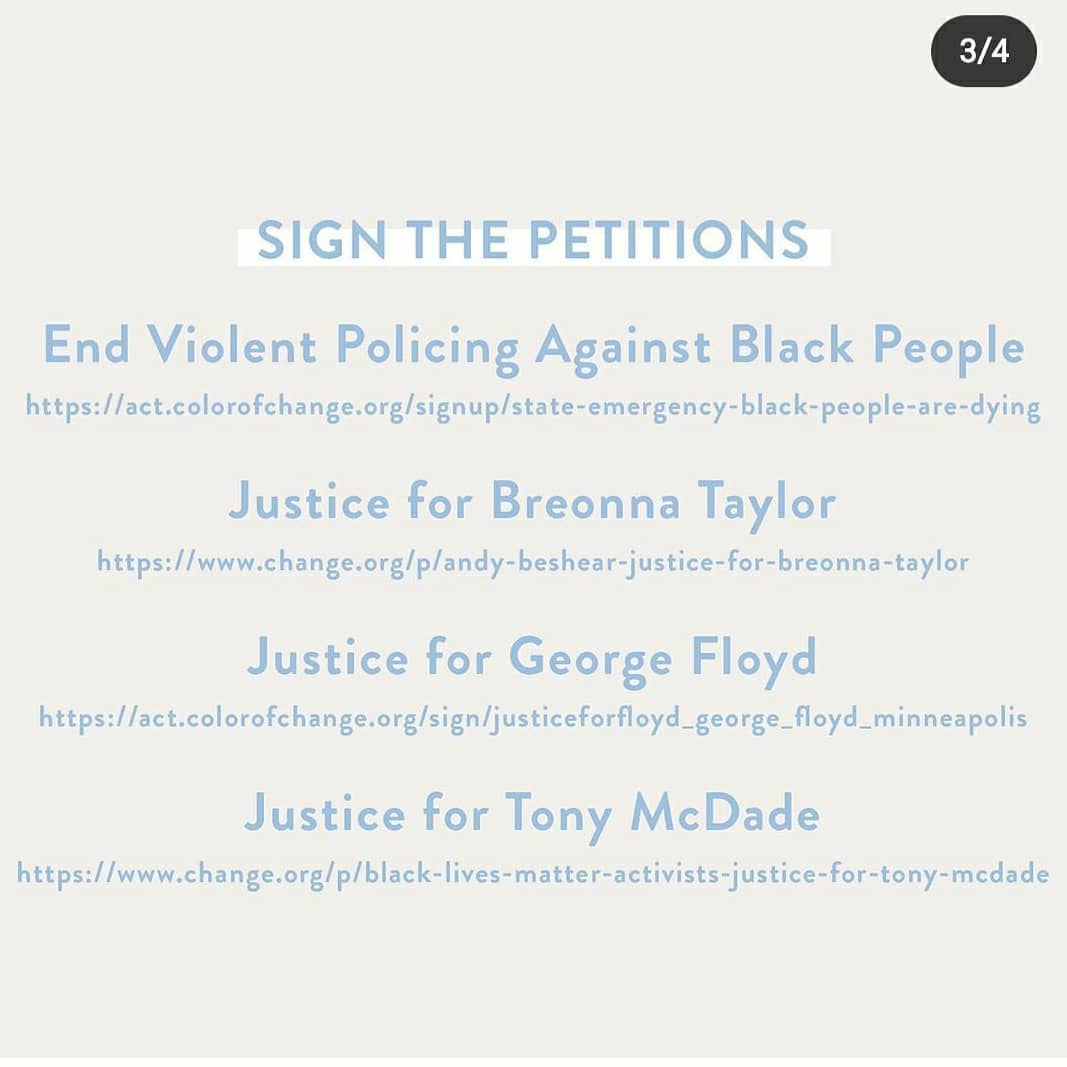 3/4
SIGN THE PETITIONS
End Violent Policing Against Black People
https://act.colorofchange.org/signup/state-emergency-black-people-are-dying
Justice for Breonna Taylor
https://www.change.org/p/andy-beshear-justice-for-breonna-taylor
Justice for George Floyd
https://act.colorofchange.org/sign/justiceforfloyd_george_floyd_minneapolis
Justice for Tony McDade
https://www.change.org/p/black-lives-matter-activists-justice-for-tony-mcdade